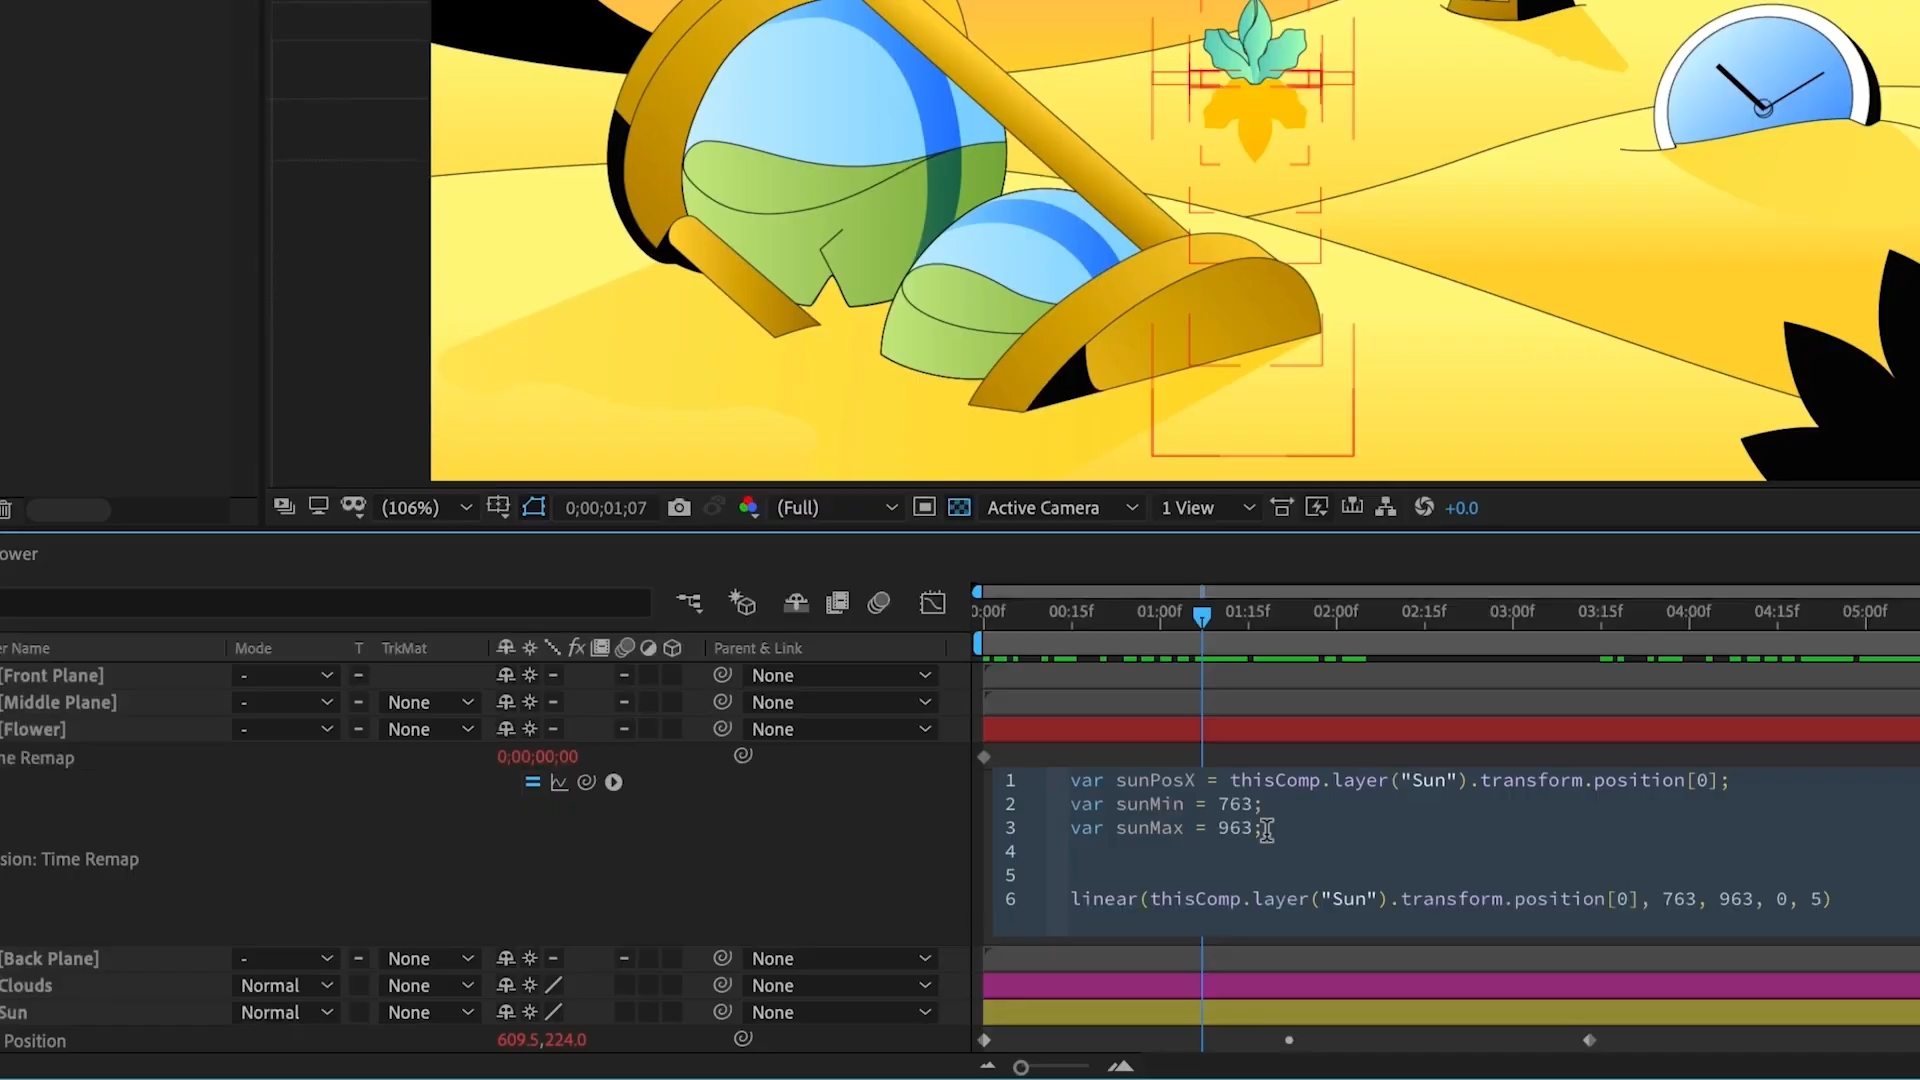 (106%) 0;00;01;07 (Full) Active Camera 1 View +0.0
ower
0:00f 00:15f 01:00f 01:15f 02:00f 02:15f 03:00f 03:15f 04:00f 04:15f 05:00f
er Name Mode T TrkMat fx Parent & Link
[Front Plane] - None
[Middle Plane] - None None
[Flower] - None None
ne Remap 0;00;00;00
1 var sunPosX = thisComp.layer("Sun").transform.position[0];
2 var sunMin = 763;
3 var sunMax = 963;
4
sion: Time Remap
5
6 linear(thisComp.layer("Sun").transform.position[0], 763, 963, 0, 5)
[Back Plane] - None None
Clouds Normal None None
Sun Normal None None
Position 609.5,224.0